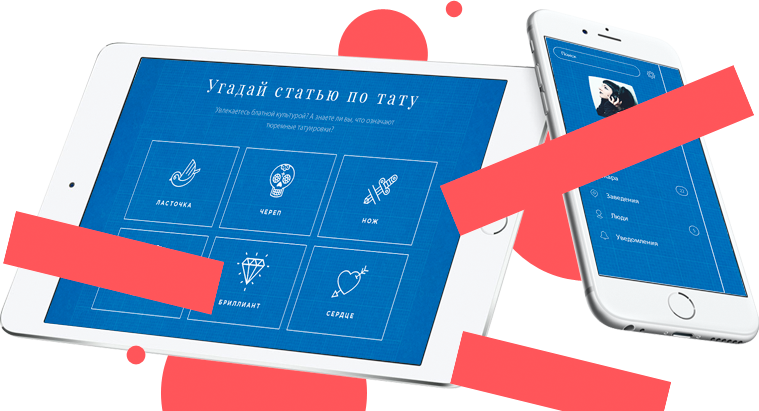 Угадай статью по тату
Увлекаетесь блатной культурой? А знаете ли вы, что означают
тюремные татуировки?
ЛАСТОЧКА
ЧЕРЕП
НОЖ
БРИЛЛИАНТ
СЕРДЦЕ
Поиск
Заведения
Люди
Уведомления